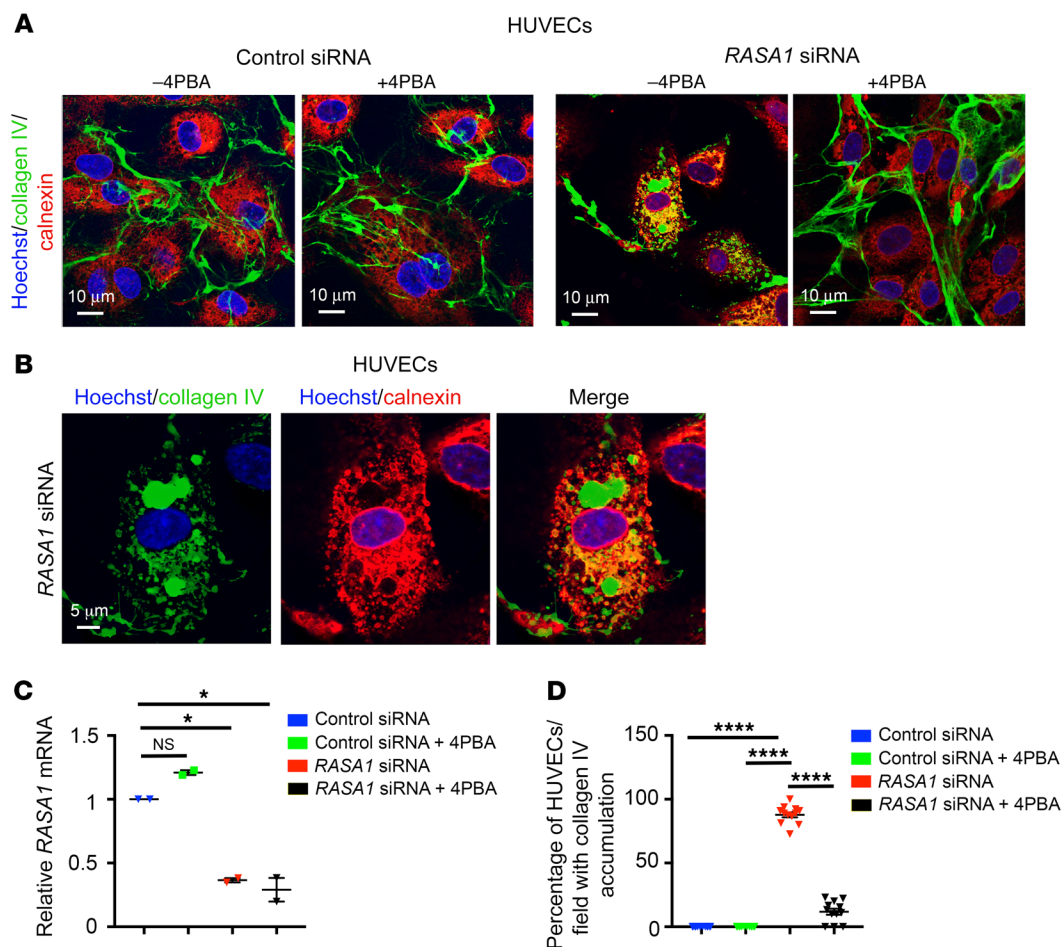 A
HUVECs
Control siRNA
RASA1 siRNA
–4PBA
+4PBA
–4PBA
+4PBA
Hoechst/collagen IV/
calnexin
10 μm
10 μm
10 μm
10 μm
B
HUVECs
Hoechst/collagen IV
Hoechst/calnexin
Merge
RASA1 siRNA
5 μm
C
Relative RASA1 mRNA
1.5
1
0.5
0
*
*
NS
Control siRNA
Control siRNA + 4PBA
RASA1 siRNA
RASA1 siRNA + 4PBA
D
Percentage of HUVECs/
field with collagen IV
accumulation
150
100
50
0
****
****
****
Control siRNA
Control siRNA + 4PBA
RASA1 siRNA
RASA1 siRNA + 4PBA